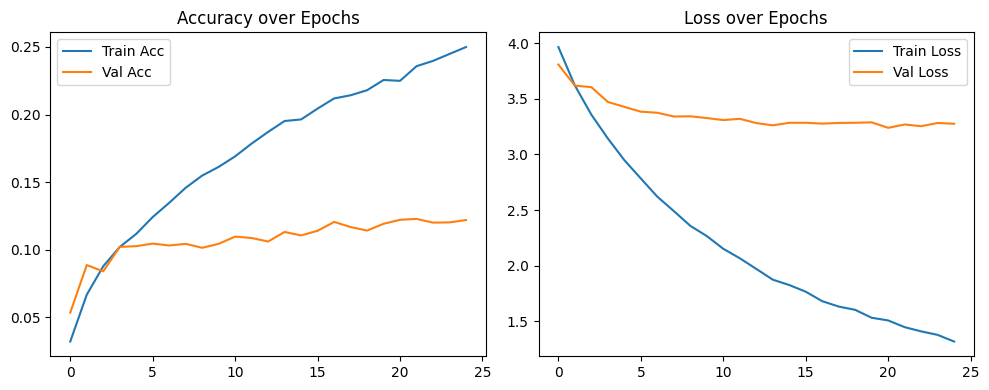 Accuracy over Epochs
Train Acc
Val Acc
0.25
0.20
0.15
0.10
0.05
0 5 10 15 20 25
Loss over Epochs
Train Loss
Val Loss
4.0
3.5
3.0
2.5
2.0
1.5
0 5 10 15 20 25